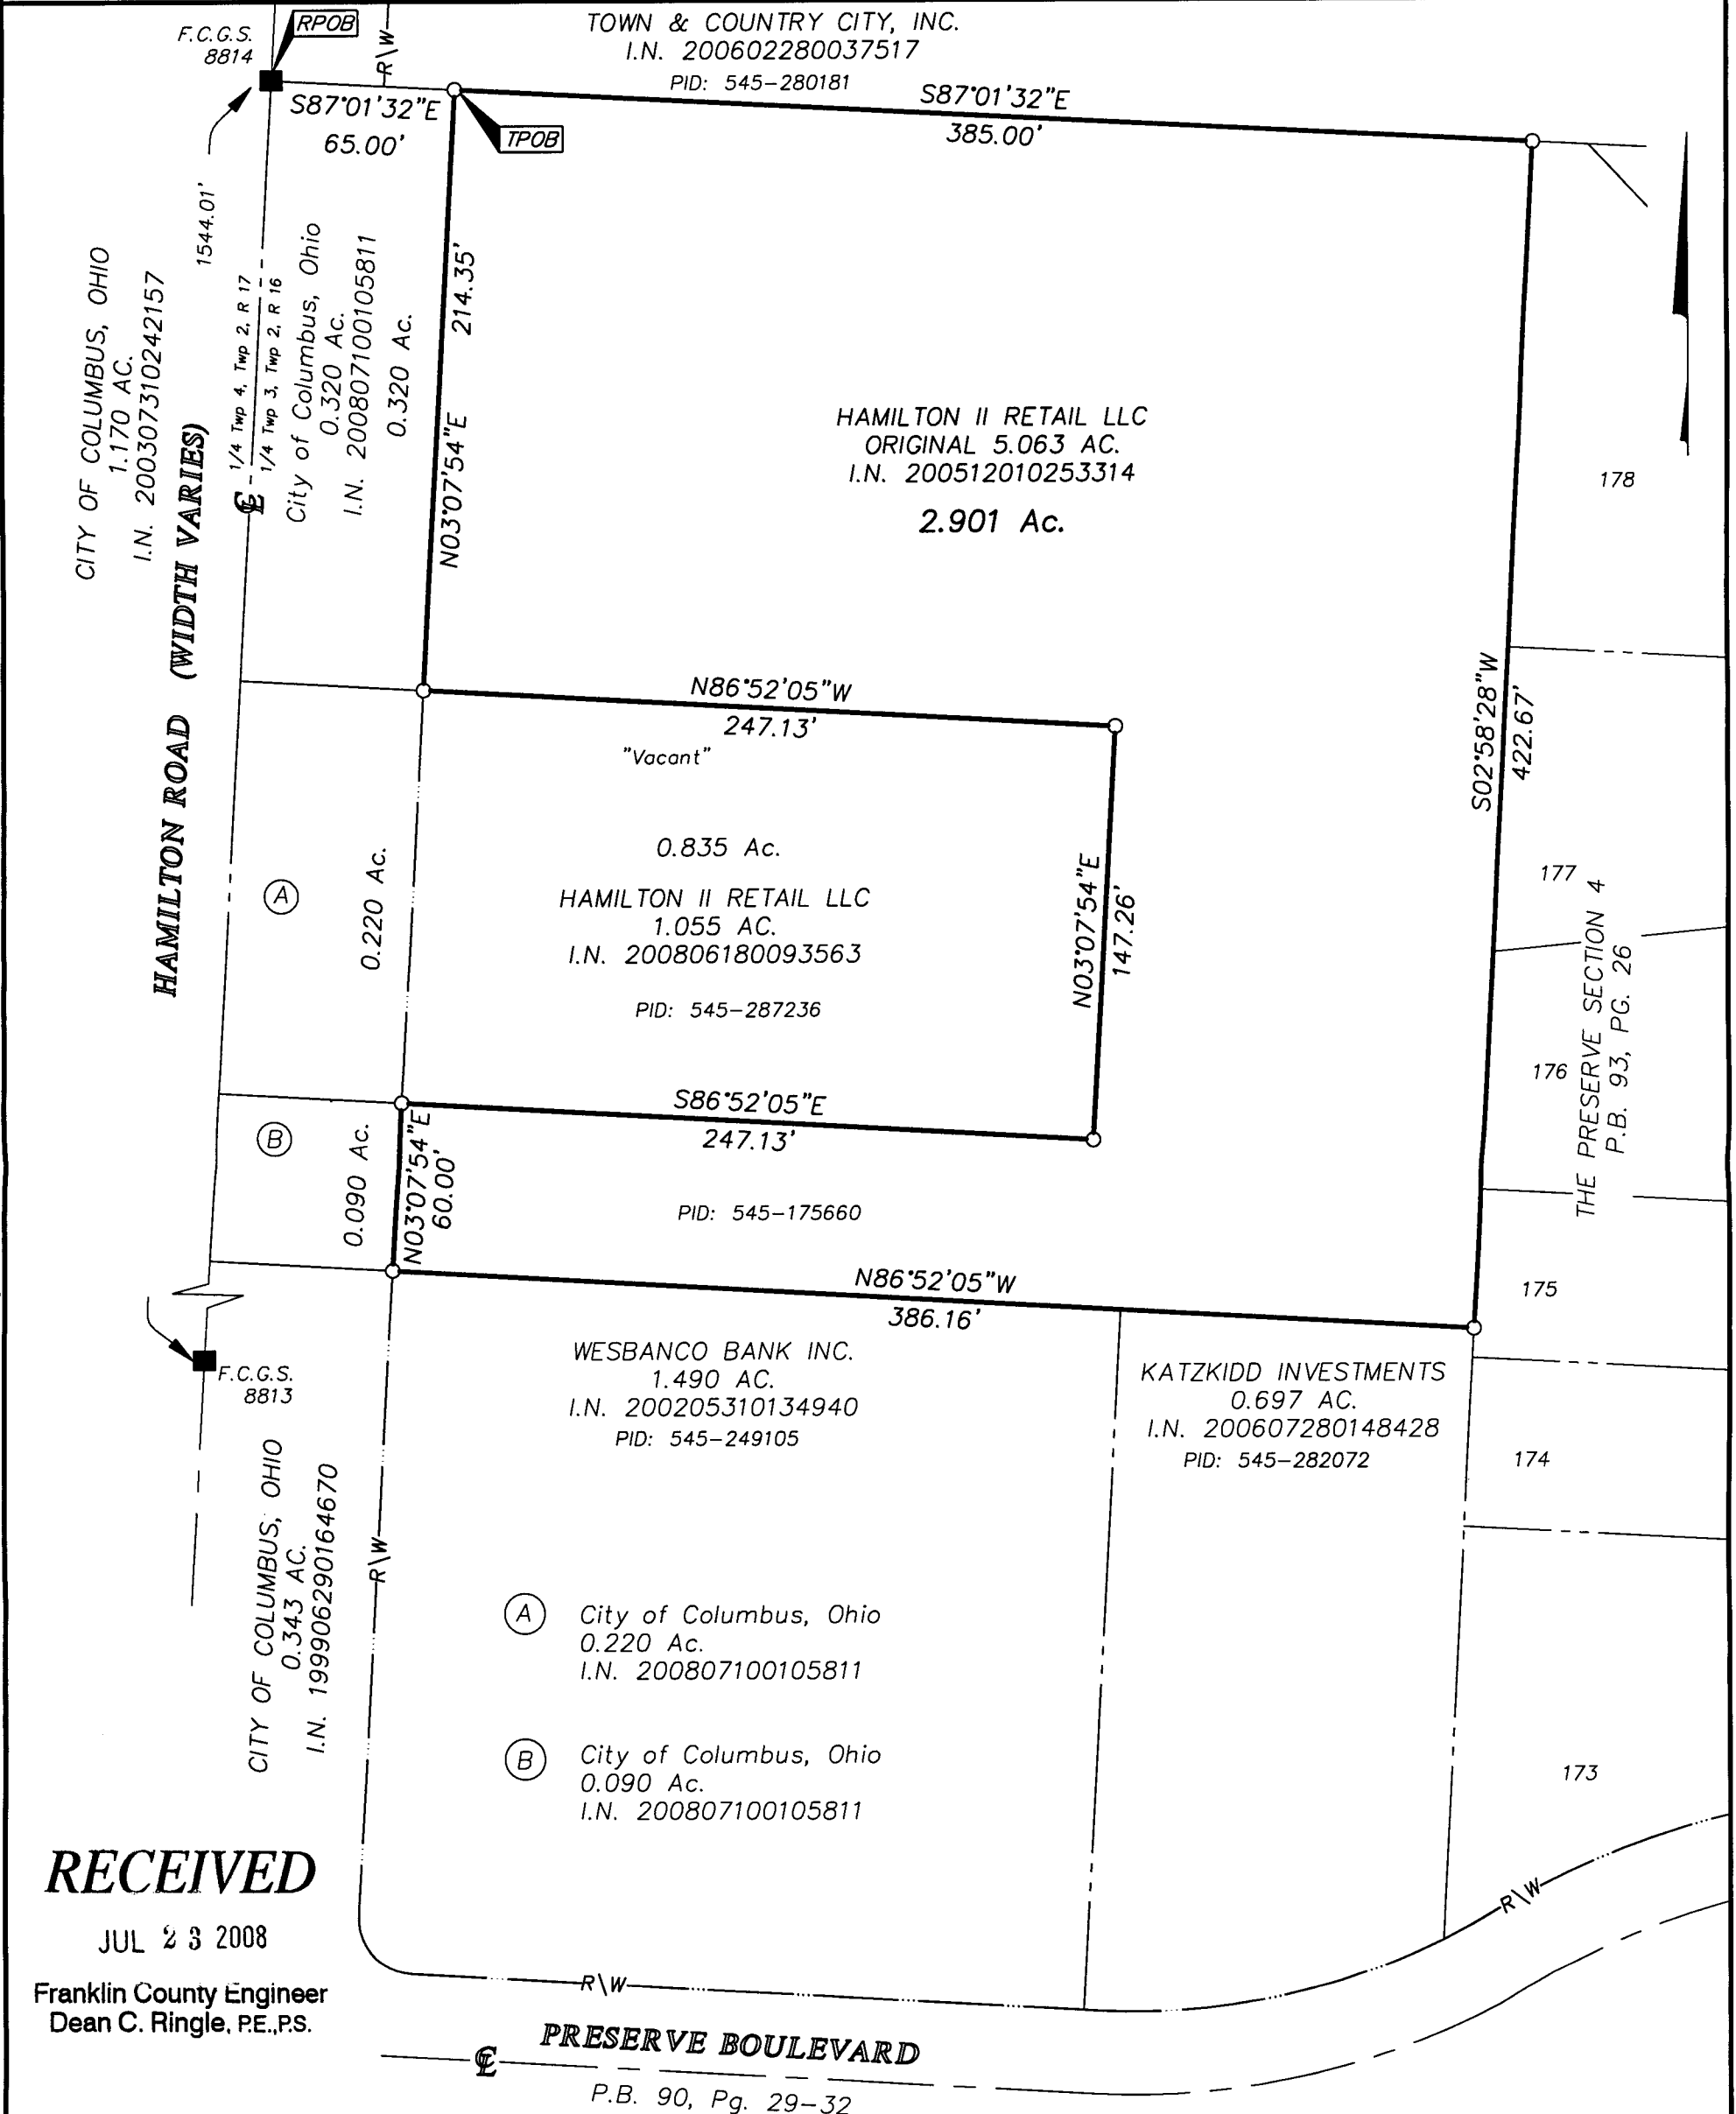 F.C.G.S.
8814
RPOB
R\W
TOWN & COUNTRY CITY, INC.
I.N. 200602280037517
PID: 545-280181
S87°01'32"E
65.00'
TPOB
S87°01'32"E
385.00'
1544.01'
CITY OF COLUMBUS, OHIO
1.170 AC.
I.N. 200307310242157
HAMILTON ROAD (WIDTH VARIES)
℄
1/4 Twp 4, Twp 2, R 17
1/4 Twp 3, Twp 2, R 16
City of Columbus, Ohio
0.320 Ac.
I.N. 200807100105811
0.320 Ac.
N03°07'54"E 214.35'
HAMILTON II RETAIL LLC
ORIGINAL 5.063 AC.
I.N. 200512010253314
2.901 Ac.
178
N86°52'05"W
247.13'
"Vacant"
S02°58'28"W
422.67'
0.835 Ac.
HAMILTON II RETAIL LLC
1.055 AC.
I.N. 200806180093563
PID: 545-287236
N03°07'54"E
147.26'
A
0.220 Ac.
177
THE PRESERVE SECTION 4
P.B. 93, PG. 26
176
S86°52'05"E
247.13'
B
0.090 Ac.
N03°07'54"E
60.00'
PID: 545-175660
N86°52'05"W
386.16'
175
F.C.G.S.
8813
WESBANCO BANK INC.
1.490 AC.
I.N. 200205310134940
PID: 545-249105
KATZKIDD INVESTMENTS
0.697 AC.
I.N. 200607280148428
PID: 545-282072
174
CITY OF COLUMBUS, OHIO
0.343 AC.
I.N. 199906290164670
R\W
A City of Columbus, Ohio
0.220 Ac.
I.N. 200807100105811
B City of Columbus, Ohio
0.090 Ac.
I.N. 200807100105811
173
RECEIVED
JUL 23 2008
Franklin County Engineer
Dean C. Ringle, P.E.,P.S.
R\W
R\W
PRESERVE BOULEVARD
℄
P.B. 90, Pg. 29-32